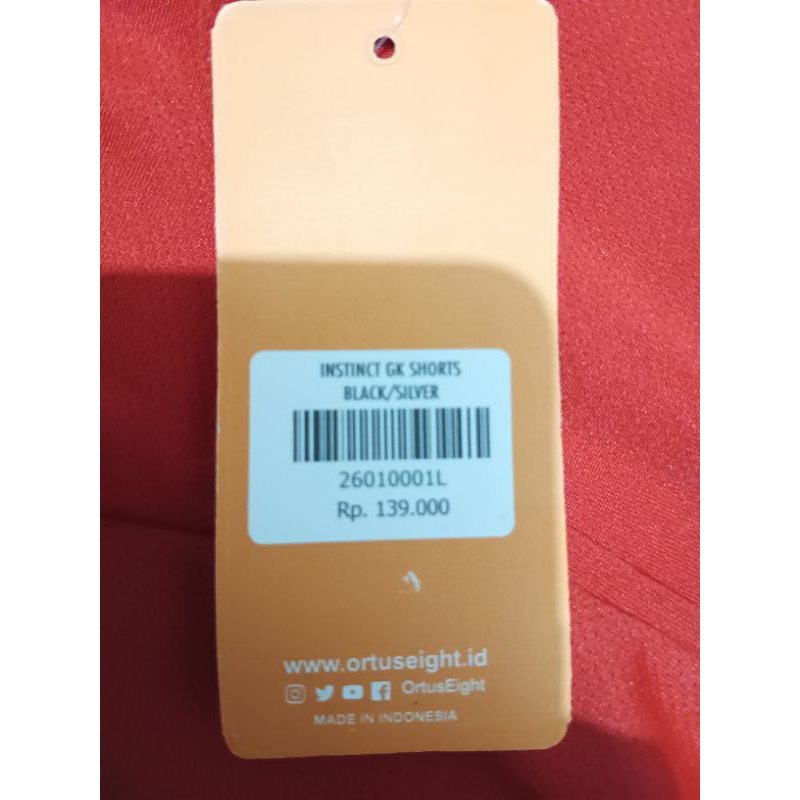 INSTINCT GK SHORTS
BLACK/SILVER
26010001L
Rp. 139.000
www.ortuseight.id
OrtusEight
MADE IN INDONESIA